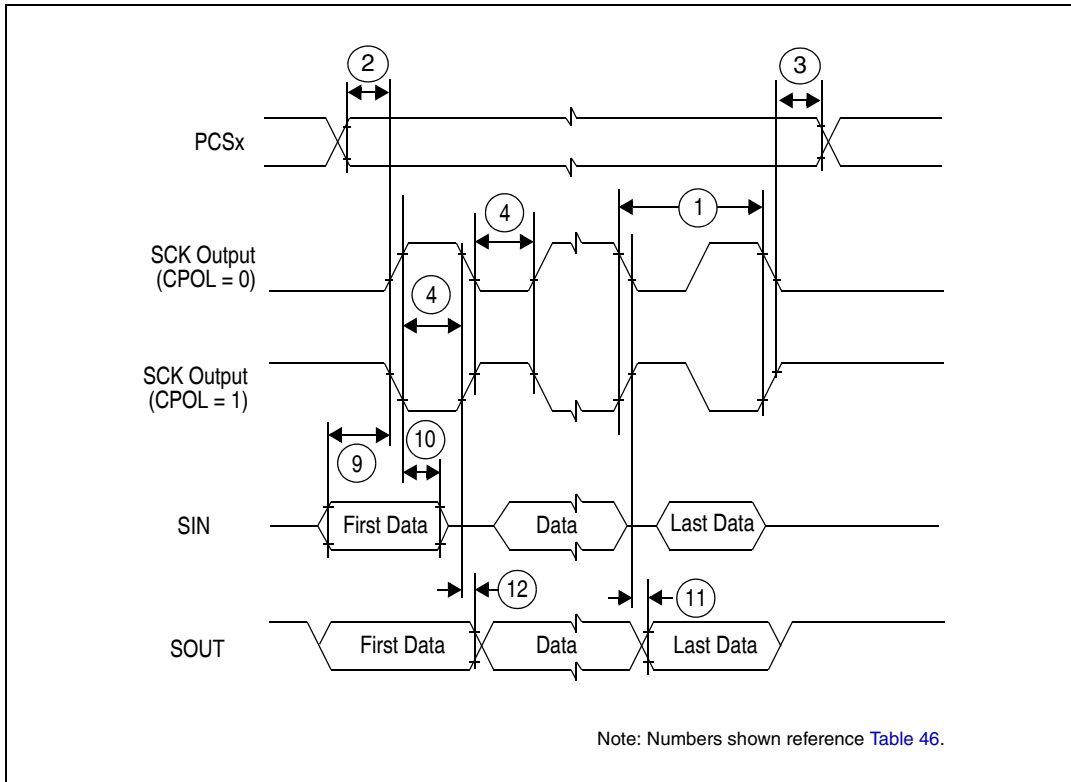 2
3
PCSx
1
4
SCK Output
(CPOL = 0)
4
SCK Output
(CPOL = 1)
10
9
SIN
First Data
Data
Last Data
12
11
SOUT
First Data
Data
Last Data
Note: Numbers shown reference Table 46.